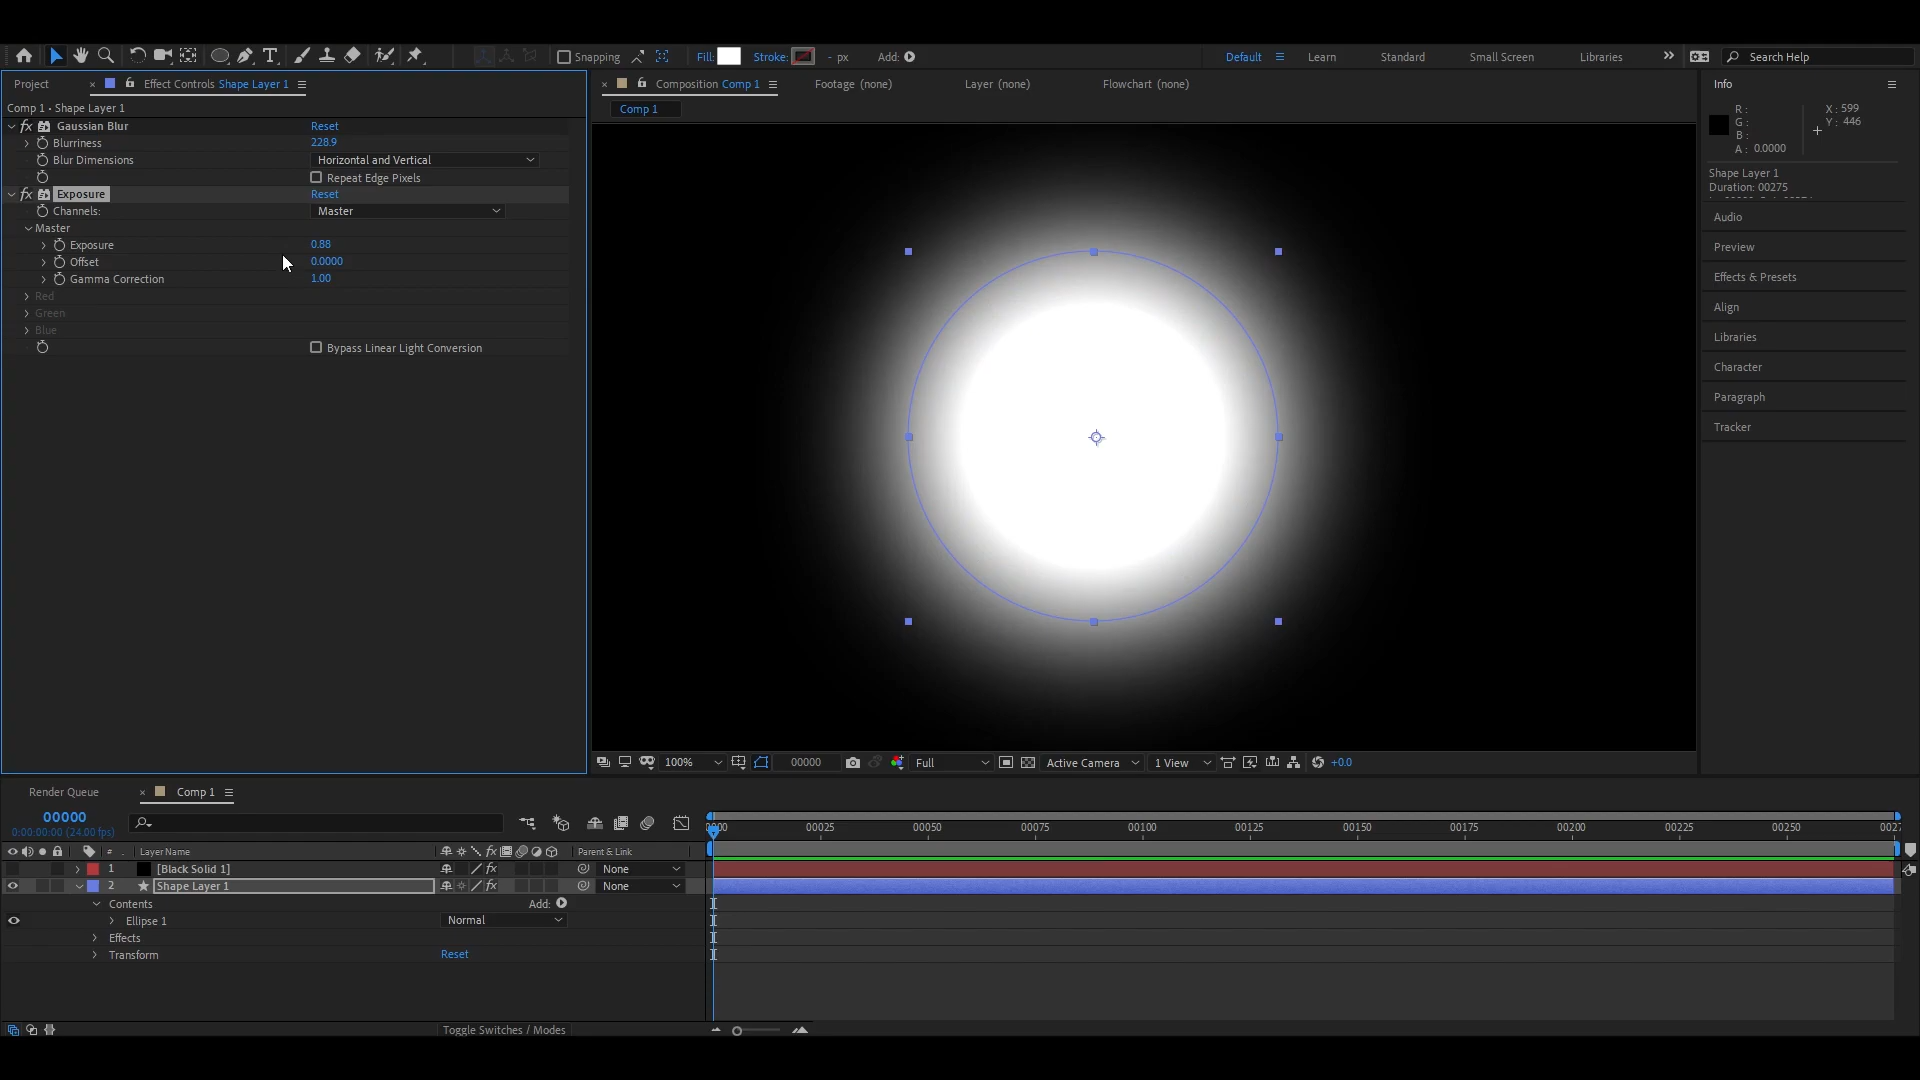 Snapping
Fill:
Stroke:
- px
Add:
Default
Learn
Standard
Small Screen
Libraries
Search Help
Project
Effect Controls Shape Layer 1
Composition Comp 1
Footage (none)
Layer (none)
Flowchart (none)
Info
Comp 1 • Shape Layer 1
Comp 1
R :
G :
B :
A : 0.0000
X : 599
Y : 446
fx Gaussian Blur Reset
Blurriness 228.9
Blur Dimensions Horizontal and Vertical
Repeat Edge Pixels
fx Exposure Reset
Channels: Master
Master
Exposure 0.88
Offset 0.0000
Gamma Correction 1.00
Red
Green
Blue
Bypass Linear Light Conversion
Shape Layer 1
Duration: 00275
Audio
Preview
Effects & Presets
Align
Libraries
Character
Paragraph
Tracker
100%
00000
Full
Active Camera
1 View
+0.0
Render Queue
Comp 1
00000
0:00:00:00 (24.00 fps)
00025 00050 00075 00100 00125 00150 00175 00200 00225 00250
# Layer Name fx Parent & Link
1 [Black Solid 1] fx None
2 Shape Layer 1 fx None
Contents Add:
Ellipse 1 Normal
Effects
Transform Reset
Toggle Switches / Modes